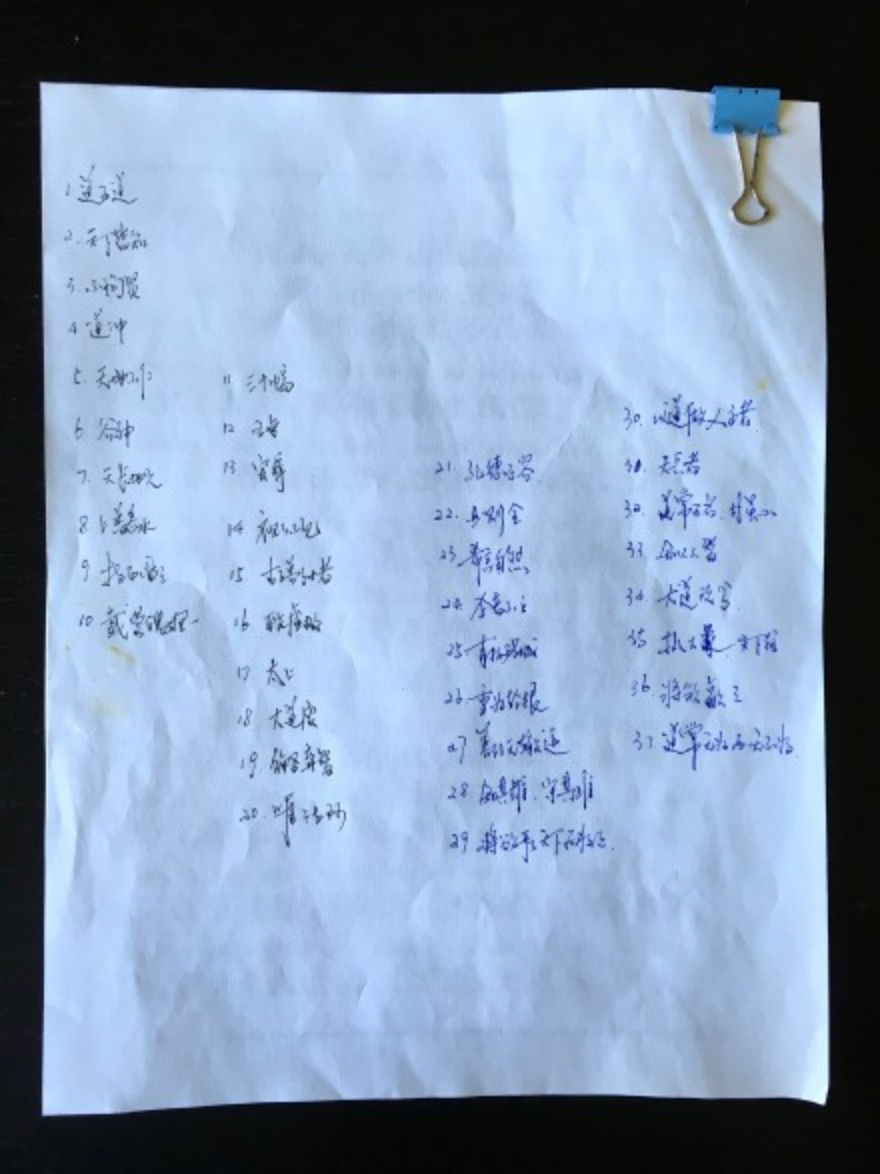 1 道可道
2. 天下皆知
3. 不尚贤
4 道冲
5. 天地不仁
6 谷神
7. 天长地久
8 上善若水
9 持而盈之
10 载营魄抱一
11 三十辐
12 五色
13 宠辱
14 视之不见
15 古之善为士者
16 致虚极
17 太上
18 大道废
19 绝圣弃智
20. 唯之与阿
21. 孔德之容
22. 曲则全
23. 希言自然
24. 企者不立
25 有物混成
26 重为轻根
27 善行无辙迹
28. 知其雄，守其雌
29 将欲取天下而为之.
30. 以道佐人主者.
31. 夫兵者
32. 道常无名.
33. 知人者智
34. 大道氾兮
35 执大象，天下往
36 将欲歙之
37. 道常无为而无不为.